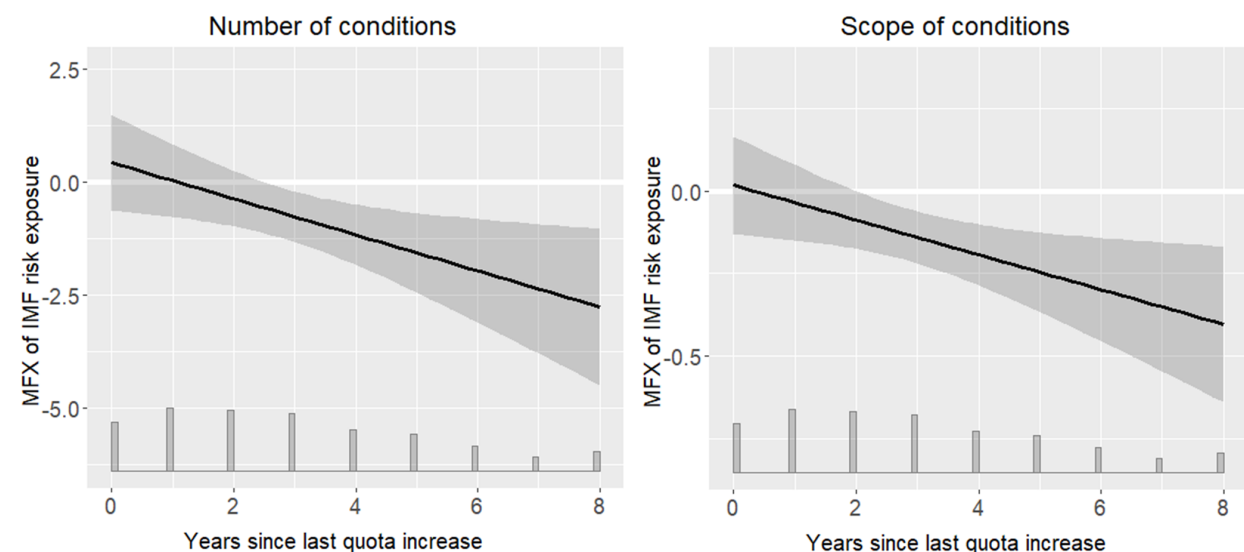 Number of conditions
MFX of IMF risk exposure
2.5
0.0
-2.5
-5.0
0 2 4 6 8
Years since last quota increase
Scope of conditions
MFX of IMF risk exposure
0.0
-0.5
0 2 4 6 8
Years since last quota increase